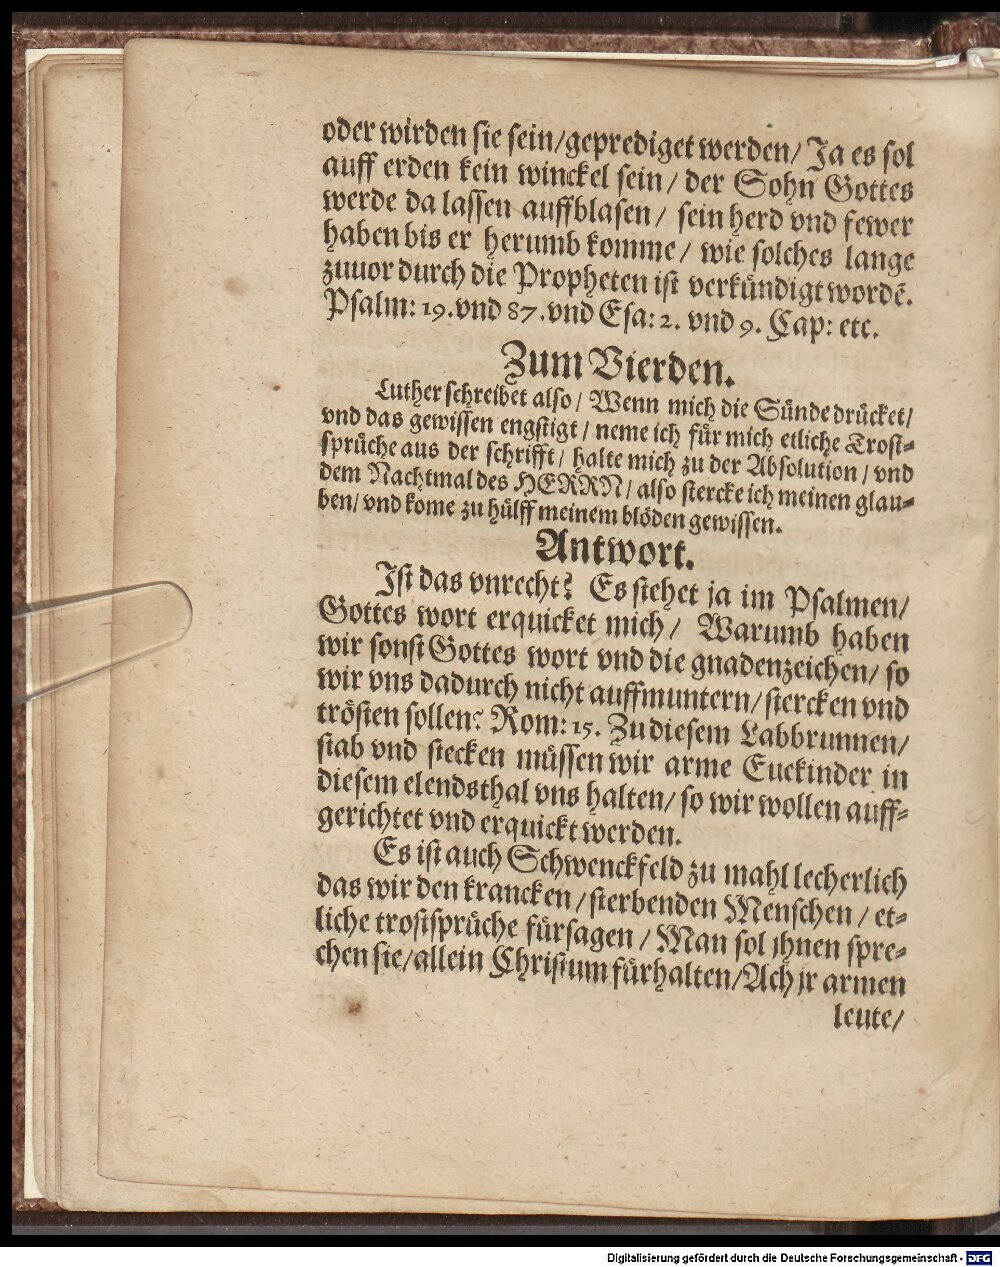 oder wirden sie sein/geprediget werden/ Ja es sol
auff erden kein winckel sein/ der Sohn Gottes
werde da lassen auffblasen/ sein herd vnd fewer
haben bis er herumb komme/ wie solches lange
zuuor durch die Propheten ist verkündigt wordē.
Psalm: 19. vnd 87. vnd Esa: 2. vnd 9. Cap: etc.
Zum Vierden.
Luther schreibet also/ Wenn mich die Sünde drücket/
vnd das gewissen engstigt/ neme ich für mich etliche Trost-
sprüche aus der schrifft/ halte mich zu der Absolution/ vnd
dem Nachtmal des HERRN/ also stercke ich meinen glau-
ben/ vnd kome zu hülff meinem blöden gewissen.
Antwort.
Ist das vnrecht? Es stehet ja im Psalmen/
Gottes wort erquicket mich/ Warumb haben
wir sonst Gottes wort vnd die gnadenzeichen/ so
wir vns dadurch nicht auffmuntern/ stercken vnd
trösten sollen? Rom: 15. Zu diesem Labbrunnen/
stab vnd stecken müssen wir arme Euekinder in
diesem elendsthal vns halten/ so wir wollen auff-
gerichtet vnd erquickt werden.
Es ist auch Schwenckfeld zu mahl lecherlich
das wir den krancken/ sterbenden Menschen/ et-
liche trostsprüche fürsagen/ Man sol jhnen spre-
chen sie/ allein Christum fürhalten/ Ach jr armen
leute/
Digitalisierung gefördert durch die Deutsche Forschungsgemeinschaft - DFG